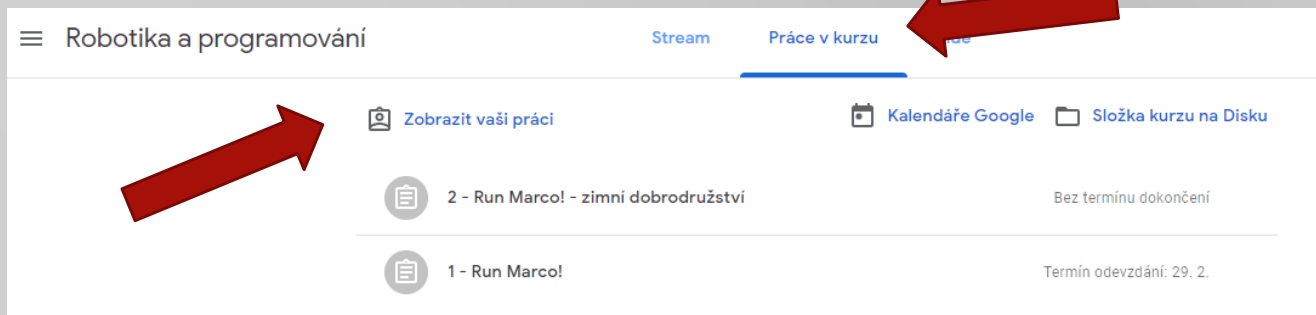 Robotika a programování
Stream Práce v kurzu
Zobrazit vaši práci Kalendáře Google Složka kurzu na Disku
2 - Run Marco! - zimní dobrodružství Bez termínu dokončení
1 - Run Marco! Termín odevzdání: 29. 2.